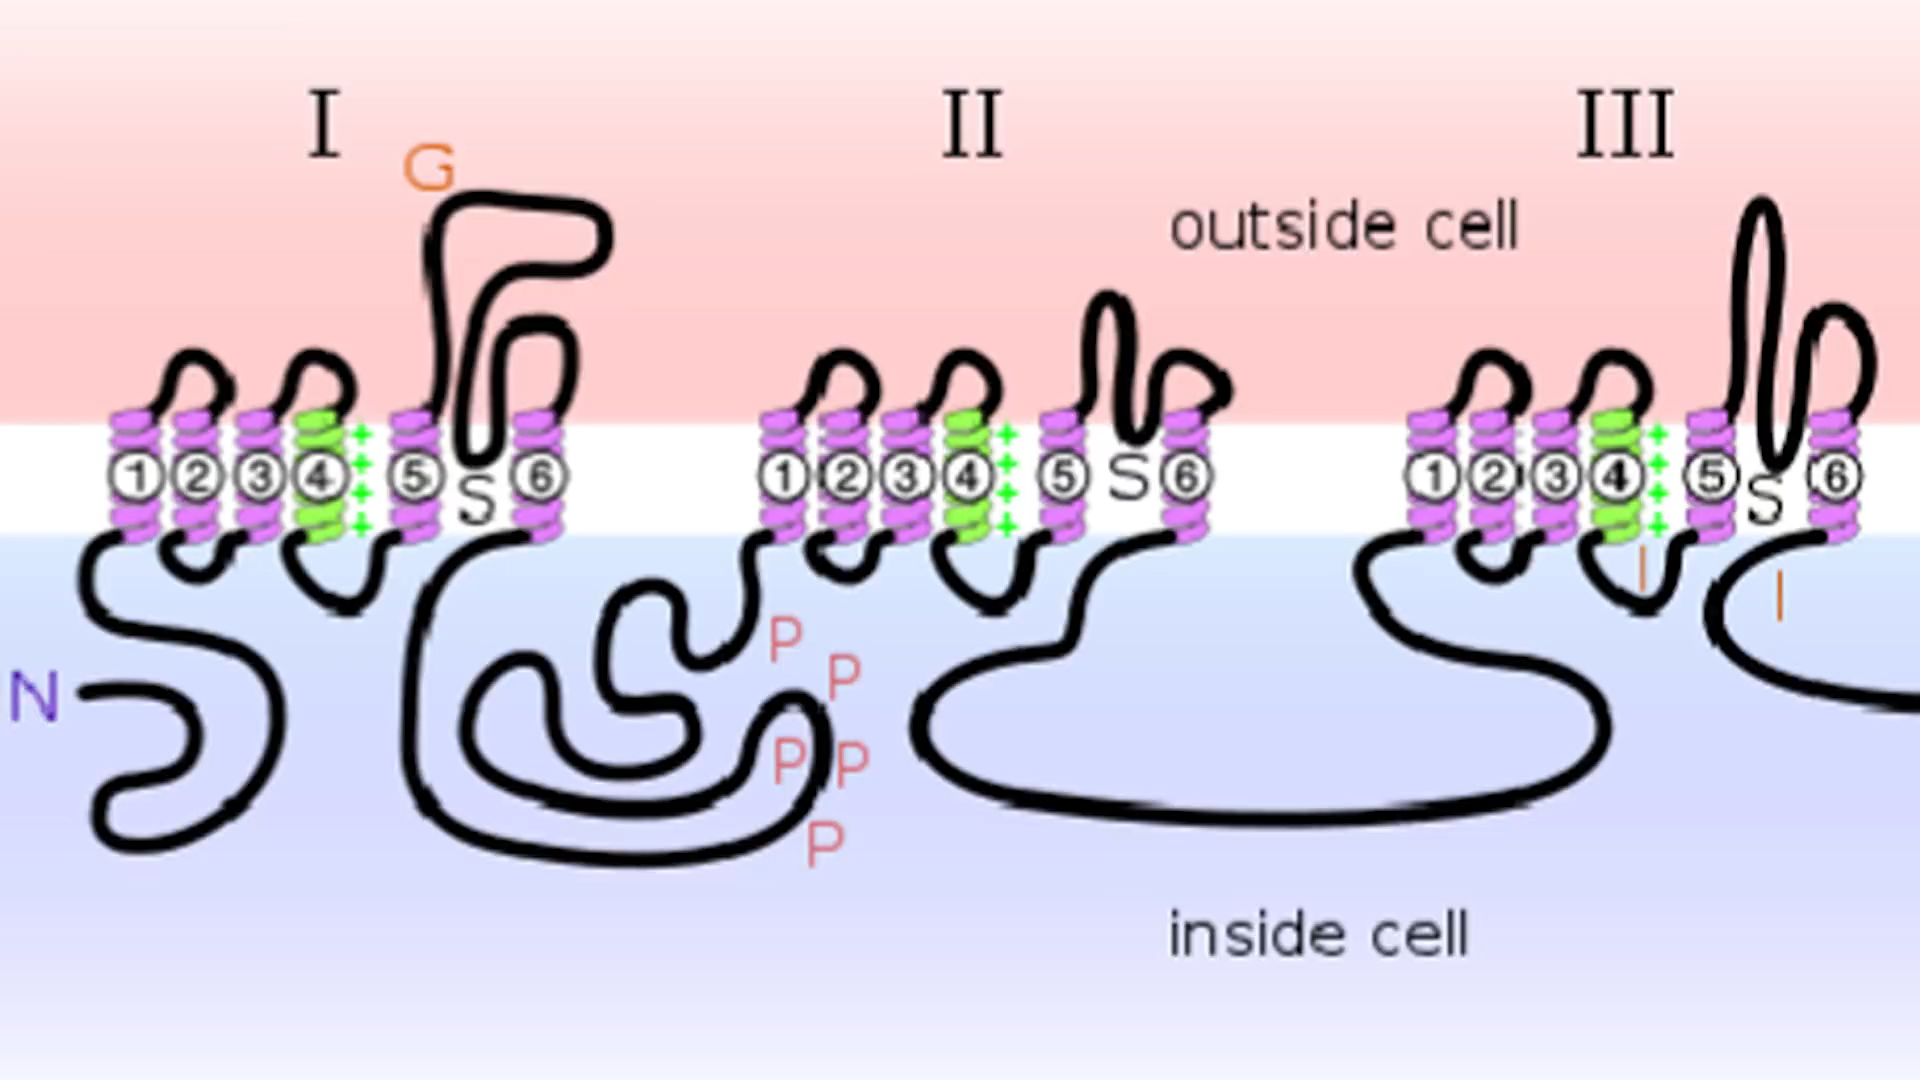 I II III
G
outside cell
+ + +
+ + +
1 2 3 4 5 6 1 2 3 4 5 6 1 2 3 4 5 6
S S S
+ + +
+ + +
I I
P
P
N
P P
P
inside cell